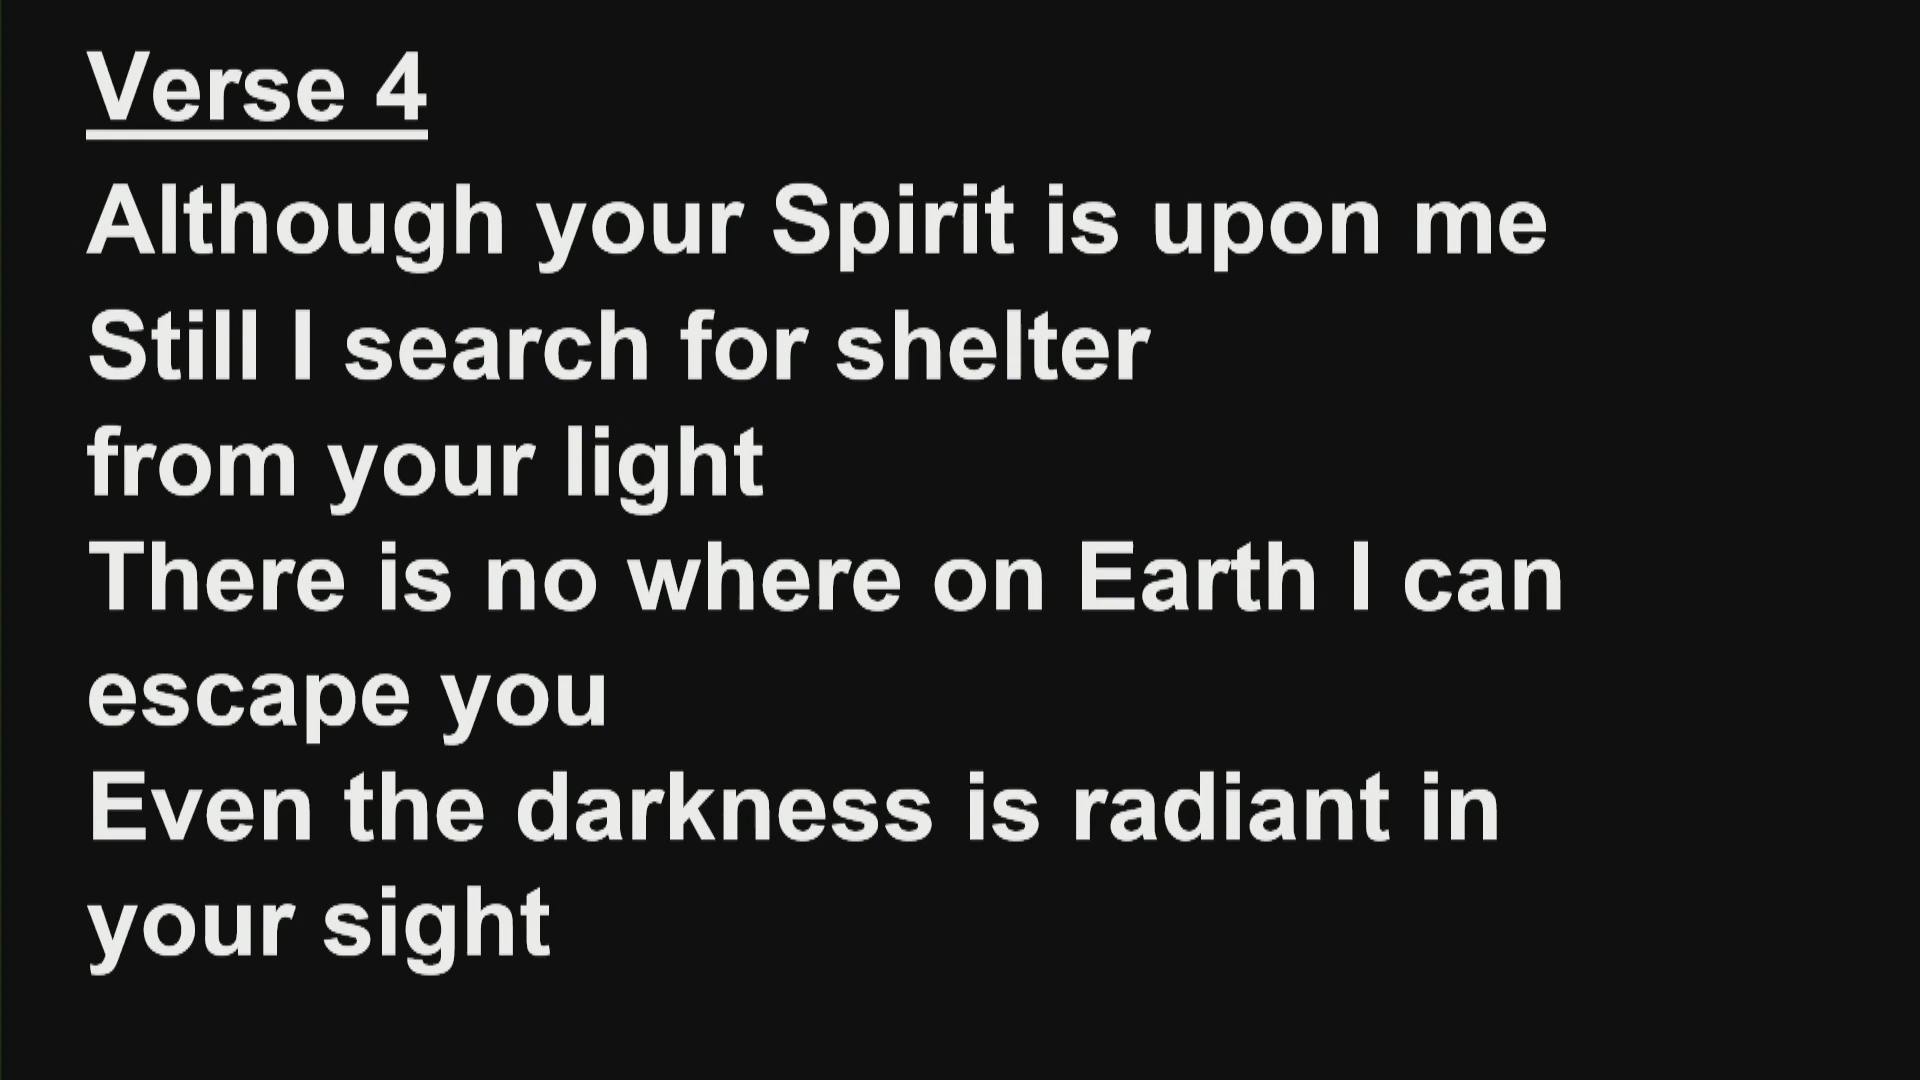 Verse 4
Although your Spirit is upon me
Still I search for shelter
from your light
There is no where on Earth I can
escape you
Even the darkness is radiant in
your sight